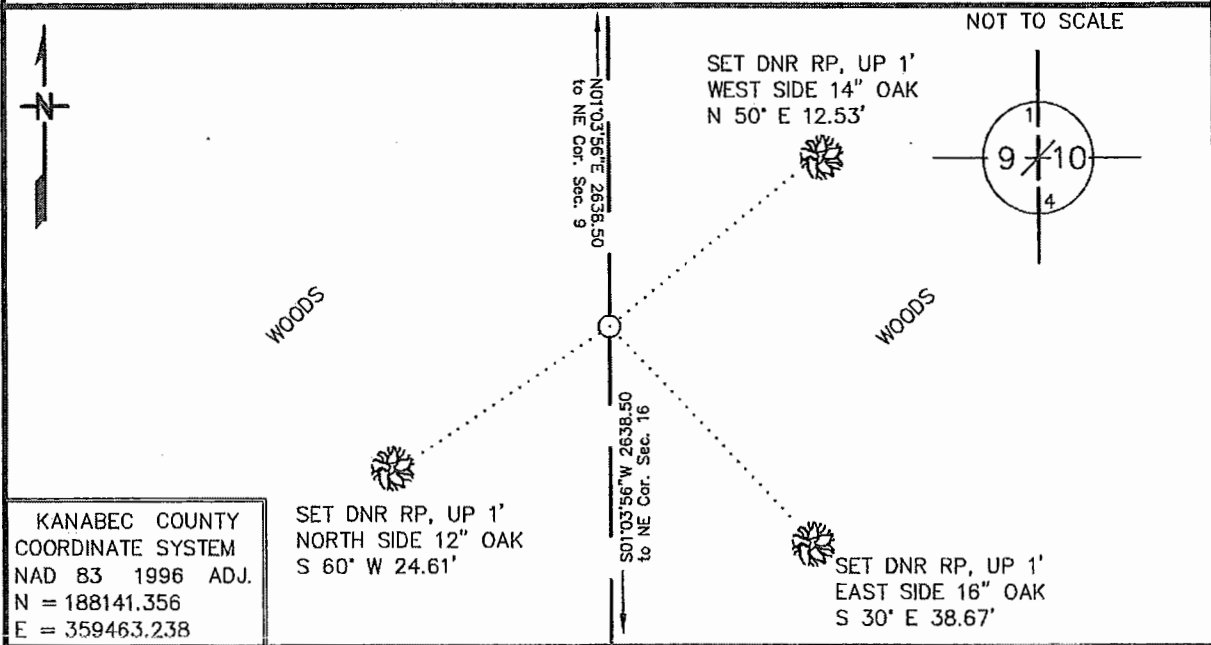 NOT TO SCALE
N
SET DNR RP, UP 1'
WEST SIDE 14" OAK
N 50° E 12.53'
1
9 10
4
N01°03'56"E 2638.50
to NE Cor. Sec. 9
WOODS
WOODS
S01°03'56"W 2638.50
to NE Cor. Sec. 16
SET DNR RP, UP 1'
NORTH SIDE 12" OAK
S 60° W 24.61'
SET DNR RP, UP 1'
EAST SIDE 16" OAK
S 30° E 38.67'
KANABEC COUNTY
COORDINATE SYSTEM
NAD 83 1996 ADJ.
N = 188141.356
E = 359463.238